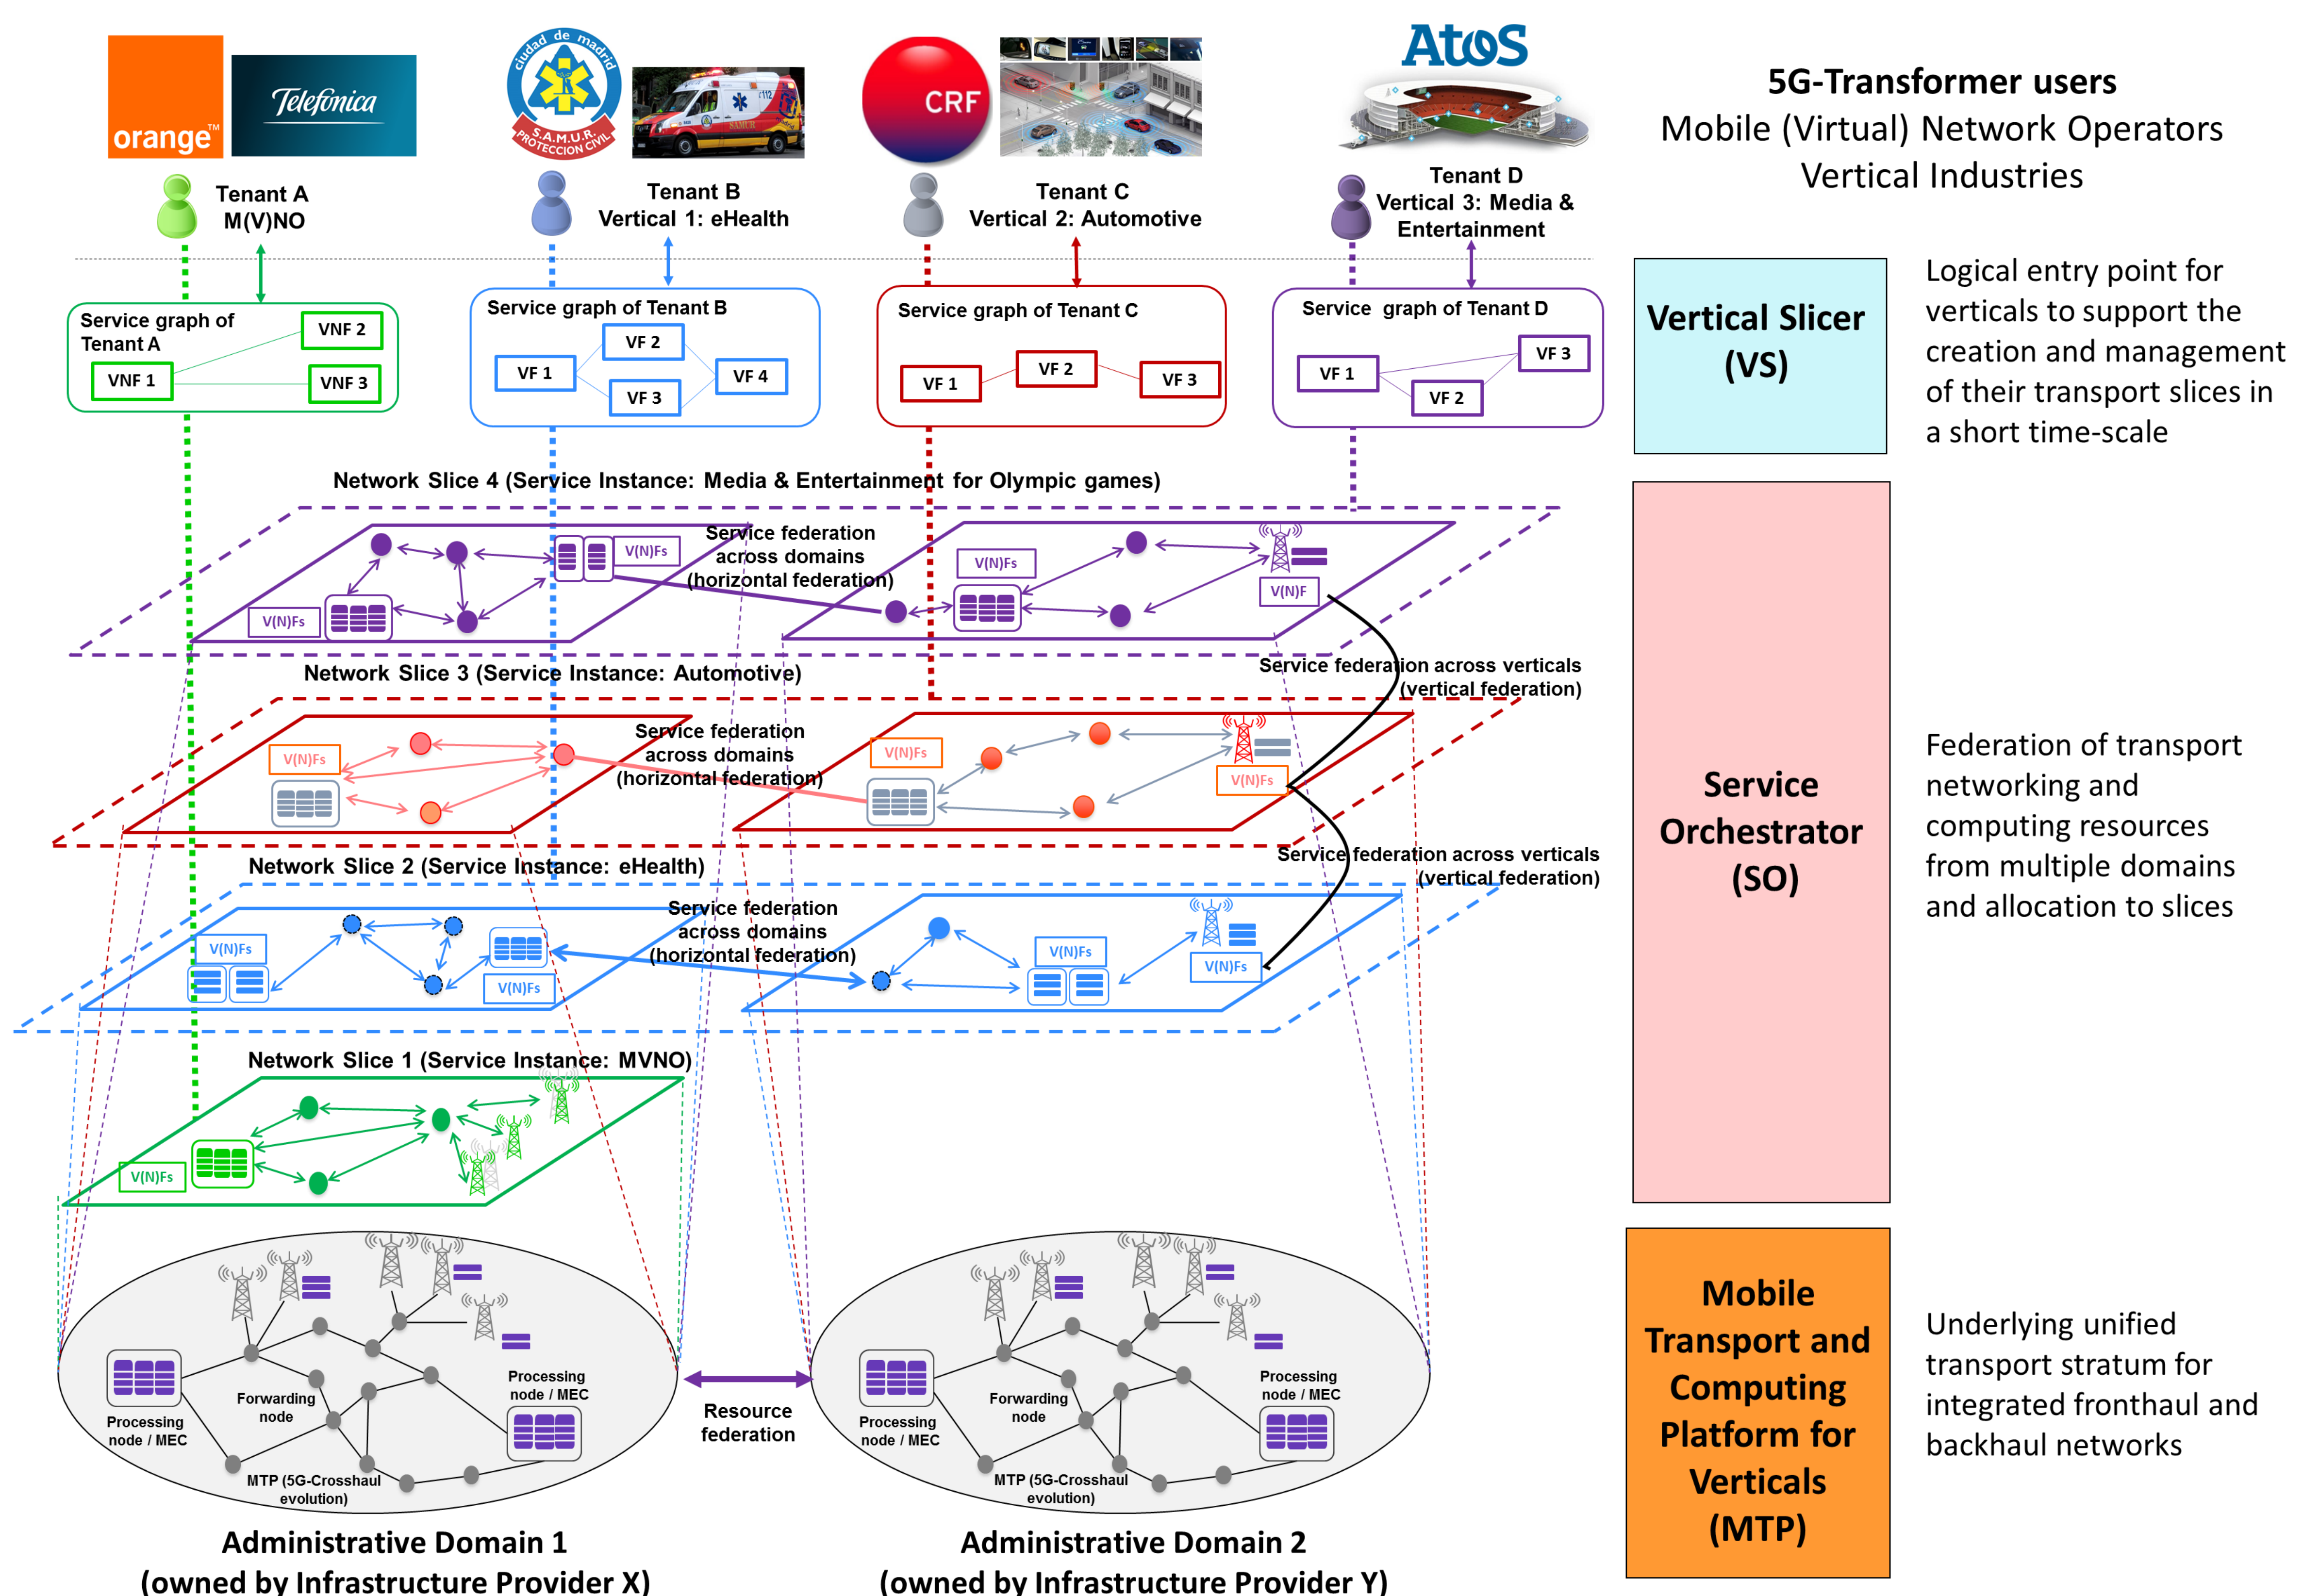 orange™
Telefónica
ciudad de madrid
S.A.M.U.R.
PROTECCION CIVIL
112
SAMUR
CRF
Atos
5G-Transformer users
Mobile (Virtual) Network Operators
Vertical Industries
Tenant A
M(V)NO
Tenant B
Vertical 1: eHealth
Tenant C
Vertical 2: Automotive
Tenant D
Vertical 3: Media &
Entertainment
Service graph of
Tenant A
VNF 1
VNF 2
VNF 3
Service graph of Tenant B
VF 1
VF 2
VF 3
VF 4
Service graph of Tenant C
VF 1
VF 2
VF 3
Service graph of Tenant D
VF 1
VF 2
VF 3
Vertical Slicer
(VS)
Logical entry point for
verticals to support the
creation and management
of their transport slices in
a short time-scale
Network Slice 4 (Service Instance: Media & Entertainment for Olympic games)
V(N)Fs
V(N)Fs
Service federation
across domains
(horizontal federation)
V(N)Fs
V(N)F
Service federation across verticals
(vertical federation)
Network Slice 3 (Service Instance: Automotive)
V(N)Fs
Service federation
across domains
(horizontal federation)
V(N)Fs
V(N)Fs
Service federation across verticals
(vertical federation)
Network Slice 2 (Service Instance: eHealth)
V(N)Fs
V(N)Fs
Service federation
across domains
(horizontal federation)
V(N)Fs
V(N)Fs
Network Slice 1 (Service Instance: MVNO)
V(N)Fs
Service
Orchestrator
(SO)
Federation of transport
networking and
computing resources
from multiple domains
and allocation to slices
Processing
node / MEC
Forwarding
node
Processing
node / MEC
MTP (5G-Crosshaul
evolution)
Resource
federation
Processing
node / MEC
Forwarding
node
Processing
node / MEC
MTP (5G-Crosshaul
evolution)
Administrative Domain 1
(owned by Infrastructure Provider X)
Administrative Domain 2
(owned by Infrastructure Provider Y)
Mobile
Transport and
Computing
Platform for
Verticals
(MTP)
Underlying unified
transport stratum for
integrated fronthaul and
backhaul networks